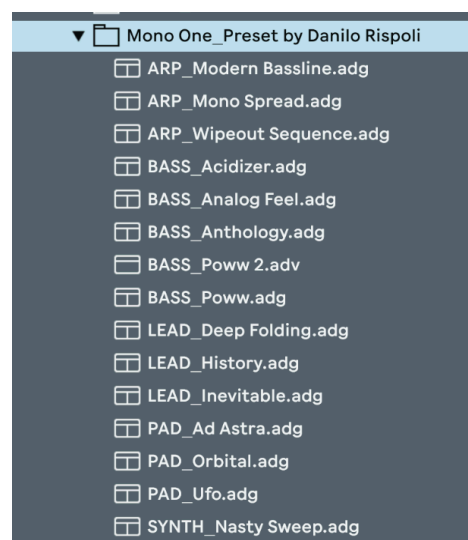 Mono One_Preset by Danilo Rispoli
ARP_Modern Bassline.adg
ARP_Mono Spread.adg
ARP_Wipeout Sequence.adg
BASS_Acidizer.adg
BASS_Analog Feel.adg
BASS_Anthology.adg
BASS_Poww 2.adv
BASS_Poww.adg
LEAD_Deep Folding.adg
LEAD_History.adg
LEAD_Inevitable.adg
PAD_Ad Astra.adg
PAD_Orbital.adg
PAD_Ufo.adg
SYNTH_Nasty Sweep.adg